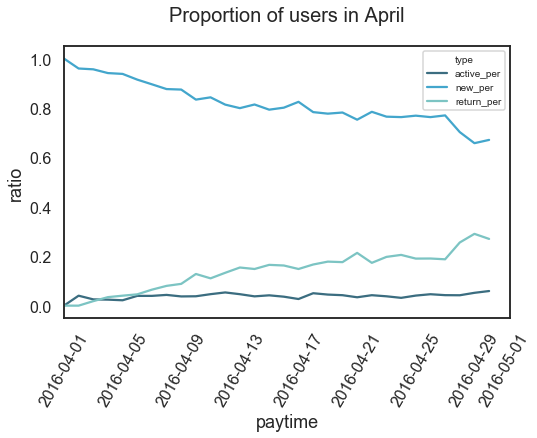 Proportion of users in April
type
active_per
new_per
return_per
1.0
0.8
0.6
0.4
0.2
0.0
ratio
2016-04-01
2016-04-05
2016-04-09
2016-04-13
2016-04-17
2016-04-21
2016-04-25
2016-04-29
2016-05-01
paytime